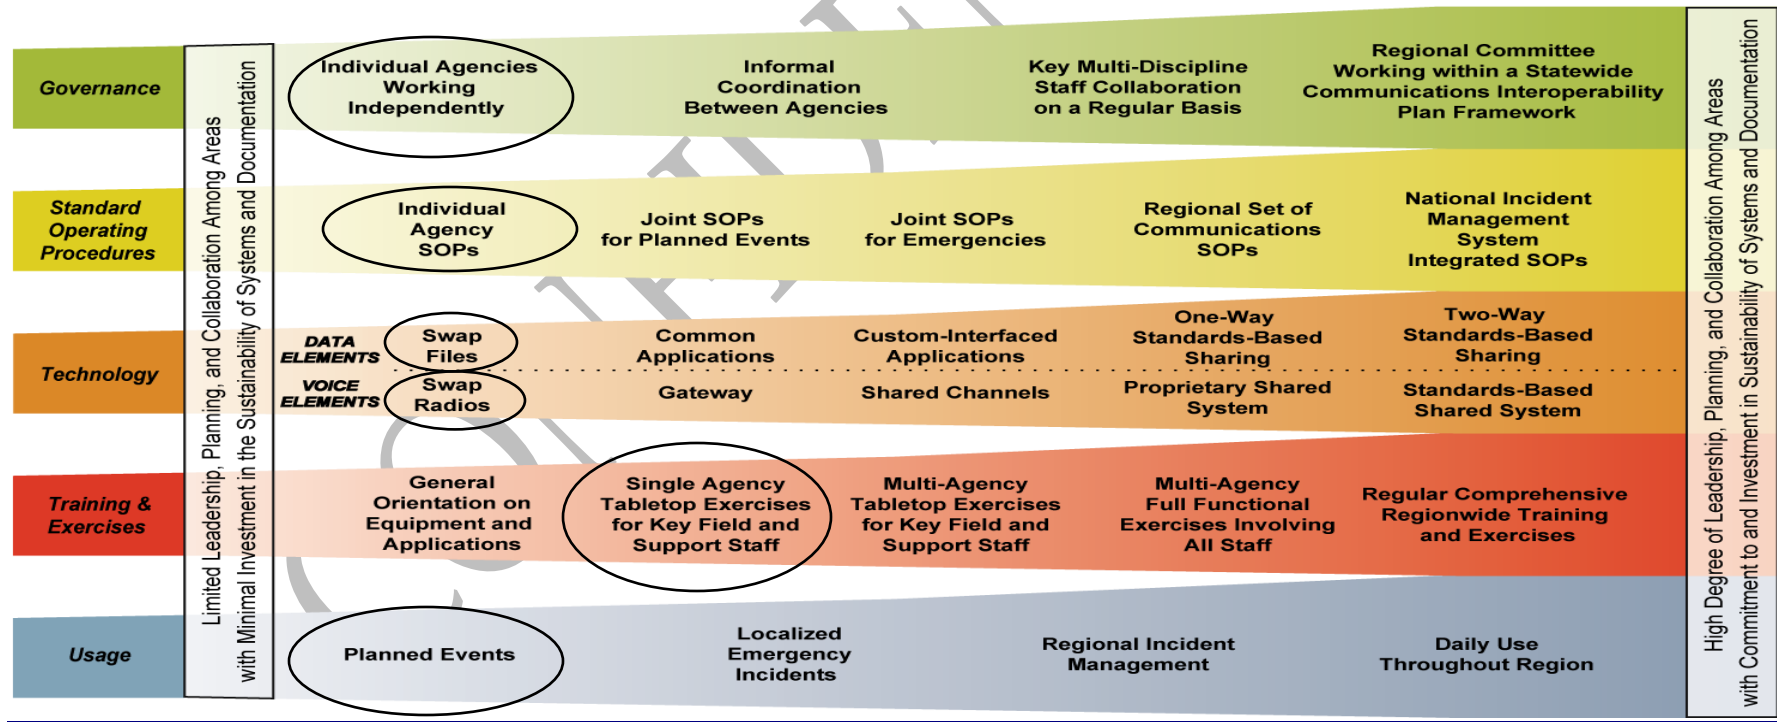 Governance
Individual Agencies
Working
Independently
Informal
Coordination
Between Agencies
Key Multi-Discipline
Staff Collaboration
on a Regular Basis
Regional Committee
Working within a Statewide
Communications Interoperability
Plan Framework
Limited Leadership, Planning, and Collaboration Among Areas
with Minimal Investment in the Sustainability of Systems and Documentation
Standard
Operating
Procedures
Individual
Agency
SOPs
Joint SOPs
for Planned Events
Joint SOPs
for Emergencies
Regional Set of
Communications
SOPs
National Incident
Management
System
Integrated SOPs
Technology
DATA
ELEMENTS
Swap
Files
Common
Applications
Custom-Interfaced
Applications
One-Way
Standards-Based
Sharing
Two-Way
Standards-Based
Sharing
VOICE
ELEMENTS
Swap
Radios
Gateway
Shared Channels
Proprietary Shared
System
Standards-Based
Shared System
Training &
Exercises
General
Orientation on
Equipment and
Applications
Single Agency
Tabletop Exercises
for Key Field and
Support Staff
Multi-Agency
Tabletop Exercises
for Key Field and
Support Staff
Multi-Agency
Full Functional
Exercises Involving
All Staff
Regular Comprehensive
Regionwide Training
and Exercises
Usage
Planned Events
Localized
Emergency
Incidents
Regional Incident
Management
Daily Use
Throughout Region
High Degree of Leadership, Planning, and Collaboration Among Areas
with Commitment to and Investment in Sustainability of Systems and Documentation